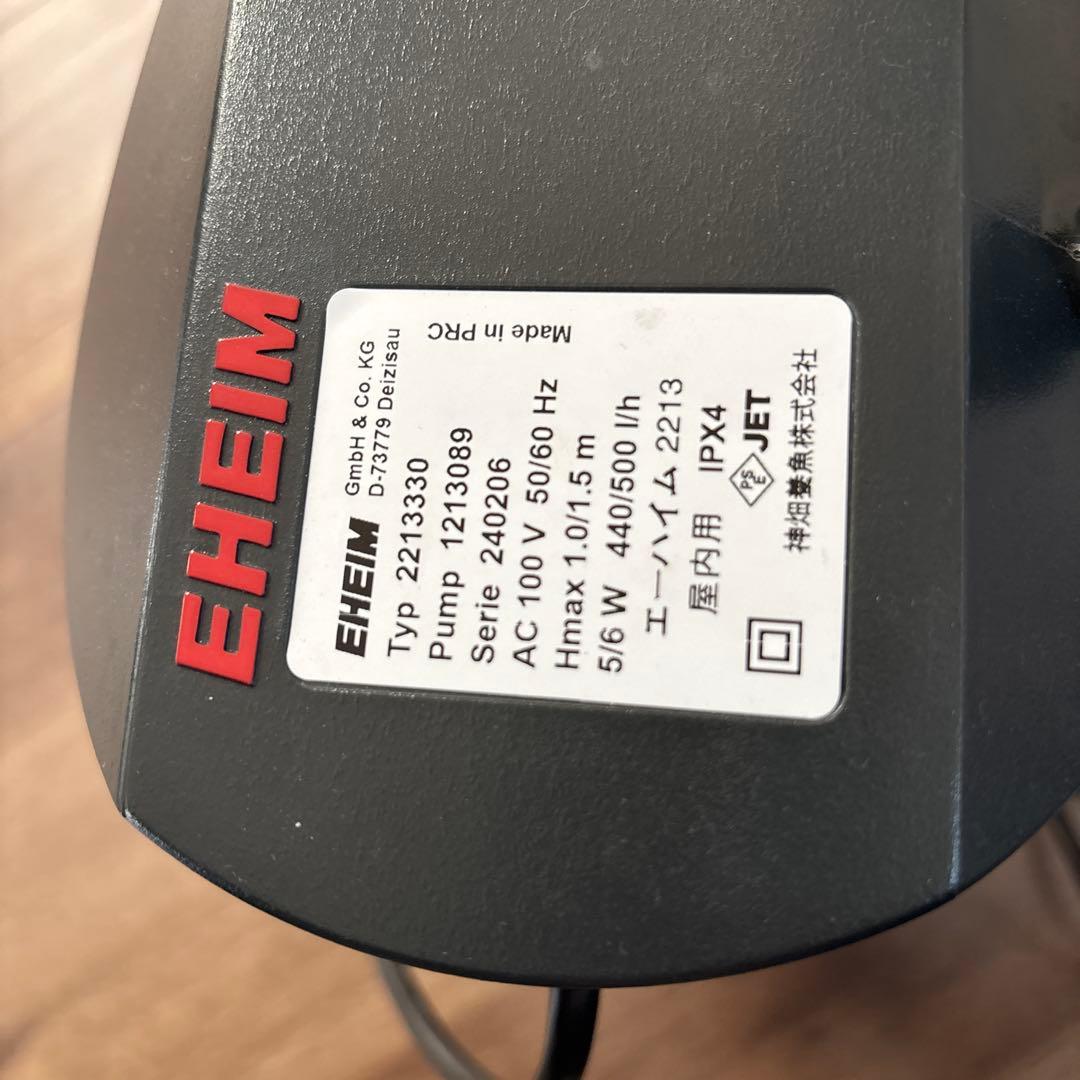 EHEIM
EHEIM GmbH & Co. KG
D-73779 Deizisau
Typ 2213330
Pump 1213089
Serie 240206
AC 100 V 50/60 Hz
Hmax 1.0/1.5 m
5/6 W 440/500 l/h
エーハイム 2213
屋内用 IPX4
PSE JET
神畑養魚株式会社
Made in PRC